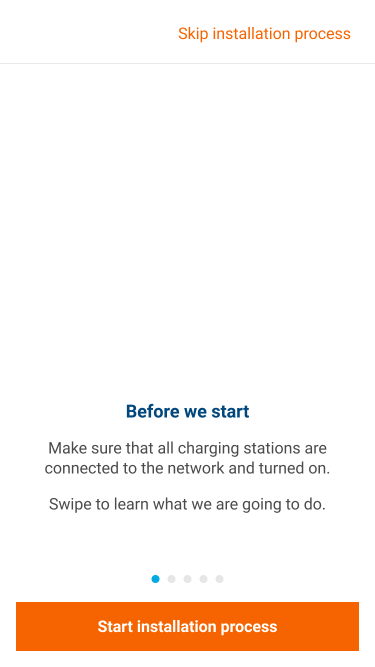 Skip installation process
Before we start
Make sure that all charging stations are
connected to the network and turned on.
Swipe to learn what we are going to do.
Start installation process